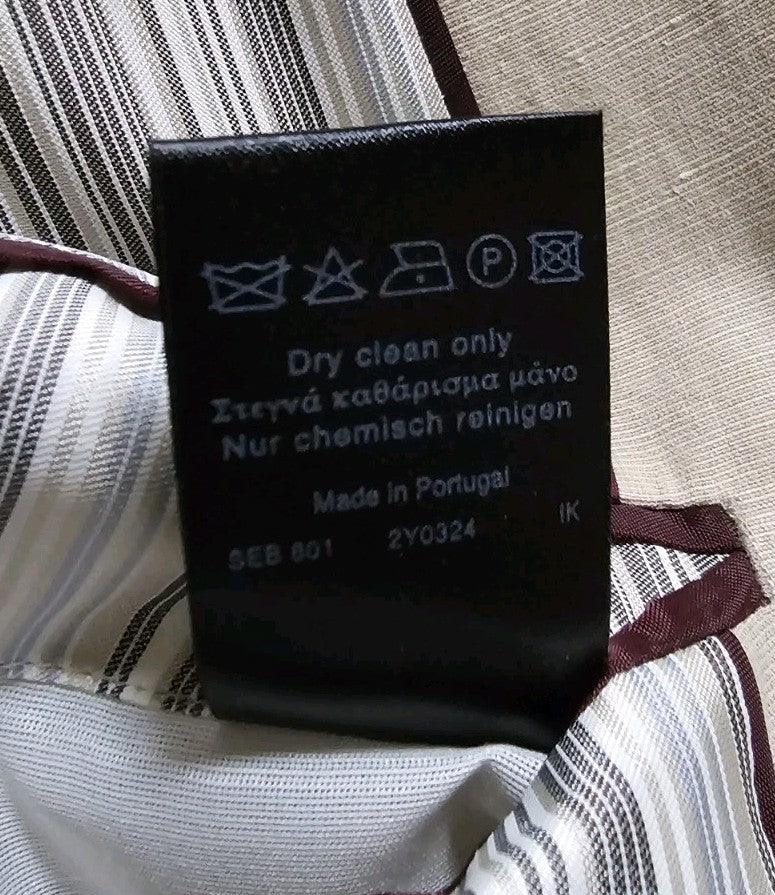 P
Dry clean only
Στεγνά καθάρισμα μάνο
Nur chemisch reinigen
Made in Portugal
SEB 801 2Y0324 IK